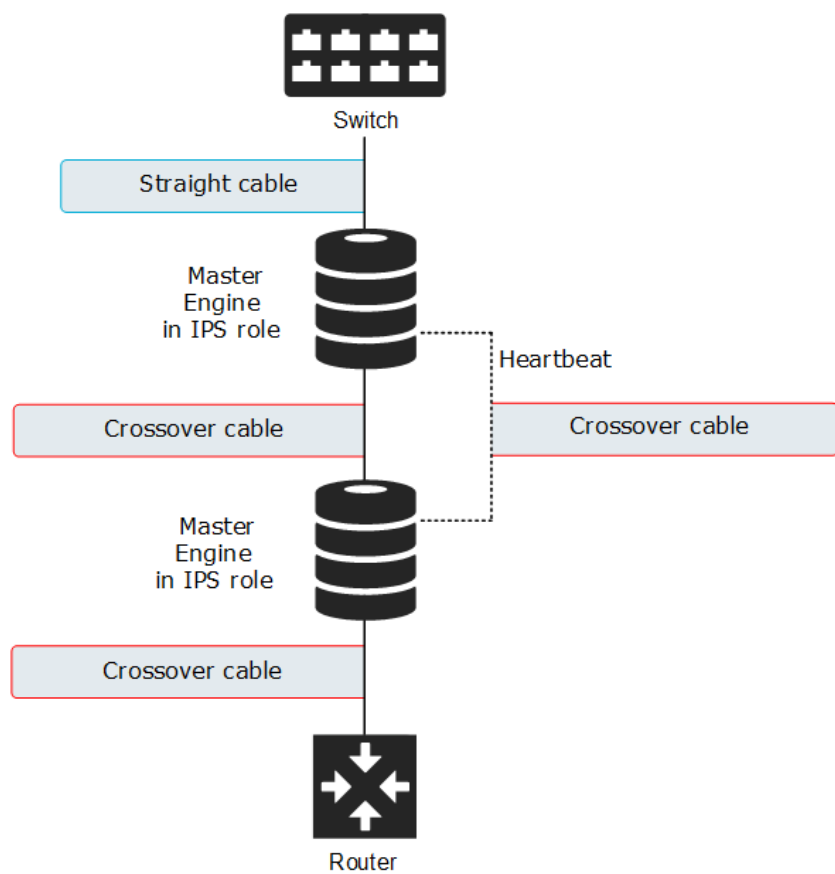 Switch
Straight cable
Master
Engine
in IPS role
Heartbeat
Crossover cable
Crossover cable
Master
Engine
in IPS role
Crossover cable
Router